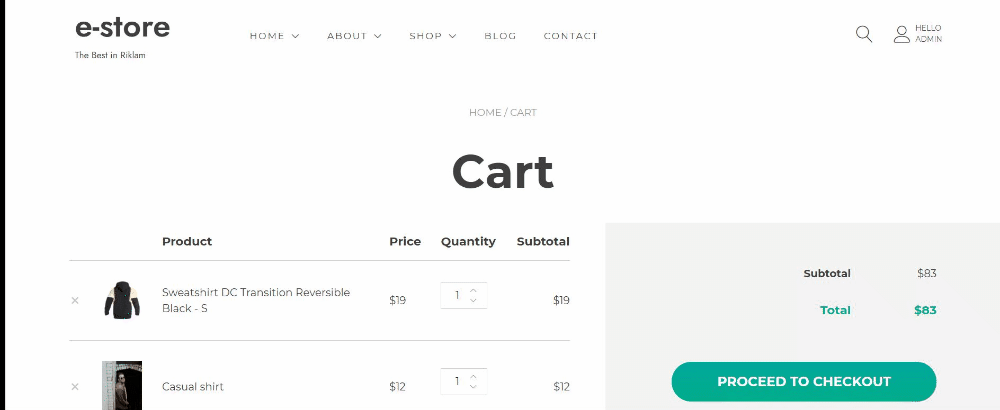 e-store
The Best in Riklam
HOME
ABOUT
SHOP
BLOG
CONTACT
HELLO
ADMIN
HOME / CART
Cart
Product Price Quantity Subtotal
Sweatshirt DC Transition Reversible
Black - S
$19
1
$19
Casual shirt
$12
1
$12
Subtotal $83
Total $83
PROCEED TO CHECKOUT